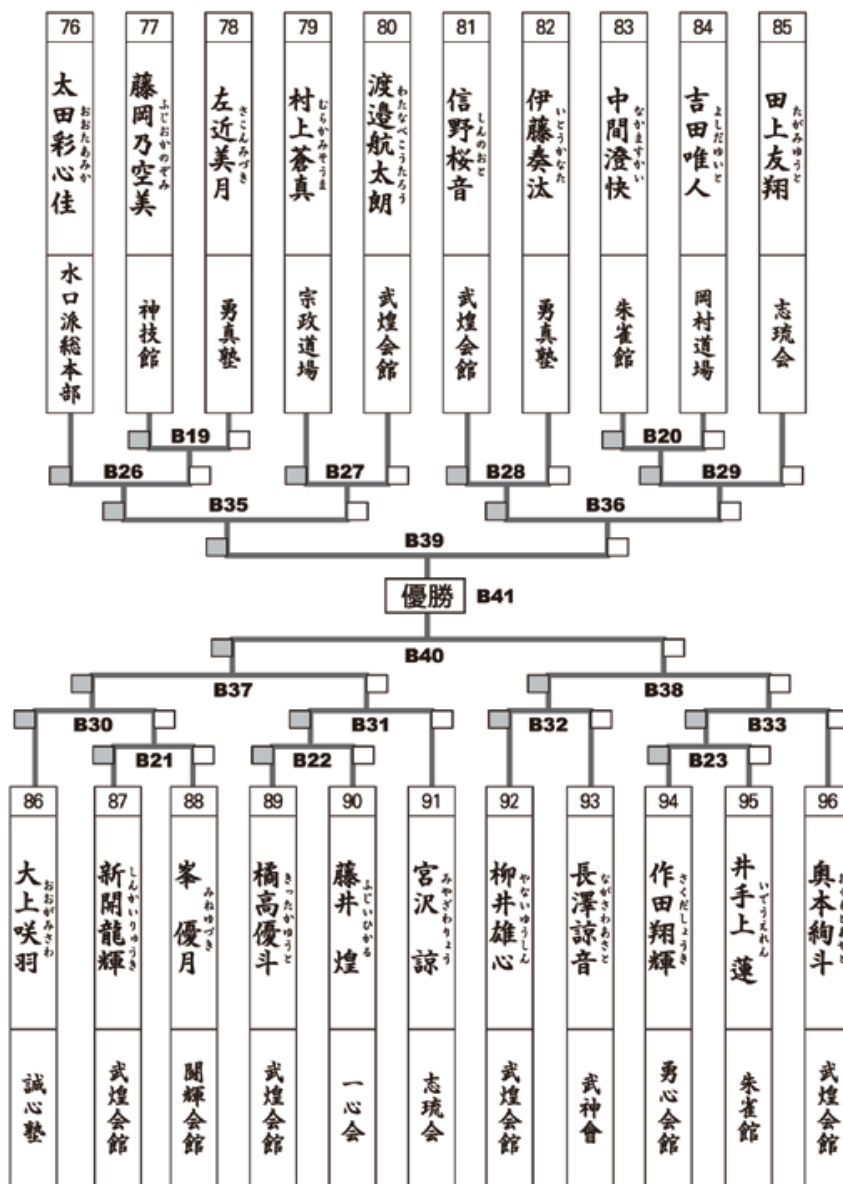 76
太田彩心佳
おおたあみか
水口派総本部
77
藤岡乃空美
ふじおかのぞみ
神技館
78
左近美月
さこんみづき
勇真塾
79
村上蒼真
むらかみそうま
宗政道場
80
渡邉航太朗
わたなべこうたろう
武煌会館
81
信野桜音
しんのおと
武煌会館
82
伊藤奏汰
いとうかなた
勇真塾
83
中間澄快
なかますかい
朱雀館
84
吉田唯人
よしだゆいと
岡村道場
85
田上友翔
たがみゆうと
志琉会
B19
B20
B26
B27
B28
B29
B35
B36
B39
優勝 B41
B40
B37
B38
B30
B31
B32
B33
B21
B22
B23
86
大上咲羽
おおがみさわ
誠心塾
87
新開龍輝
しんかいりゅうき
武煌会館
88
峯 優月
みねゆづき
闘輝会館
89
橘高優斗
きったかゆうと
武煌会館
90
藤井 煌
ふじいひかる
一心会
91
宮沢 諒
みやざわりょう
志琉会
92
柳井雄心
やないゆうしん
武煌会館
93
長澤諒音
ながさわあさと
武神會
94
作田翔輝
さくだしょうき
勇心会館
95
井手上 蓮
いでうえれん
朱雀館
96
奥本絢斗
武煌会館